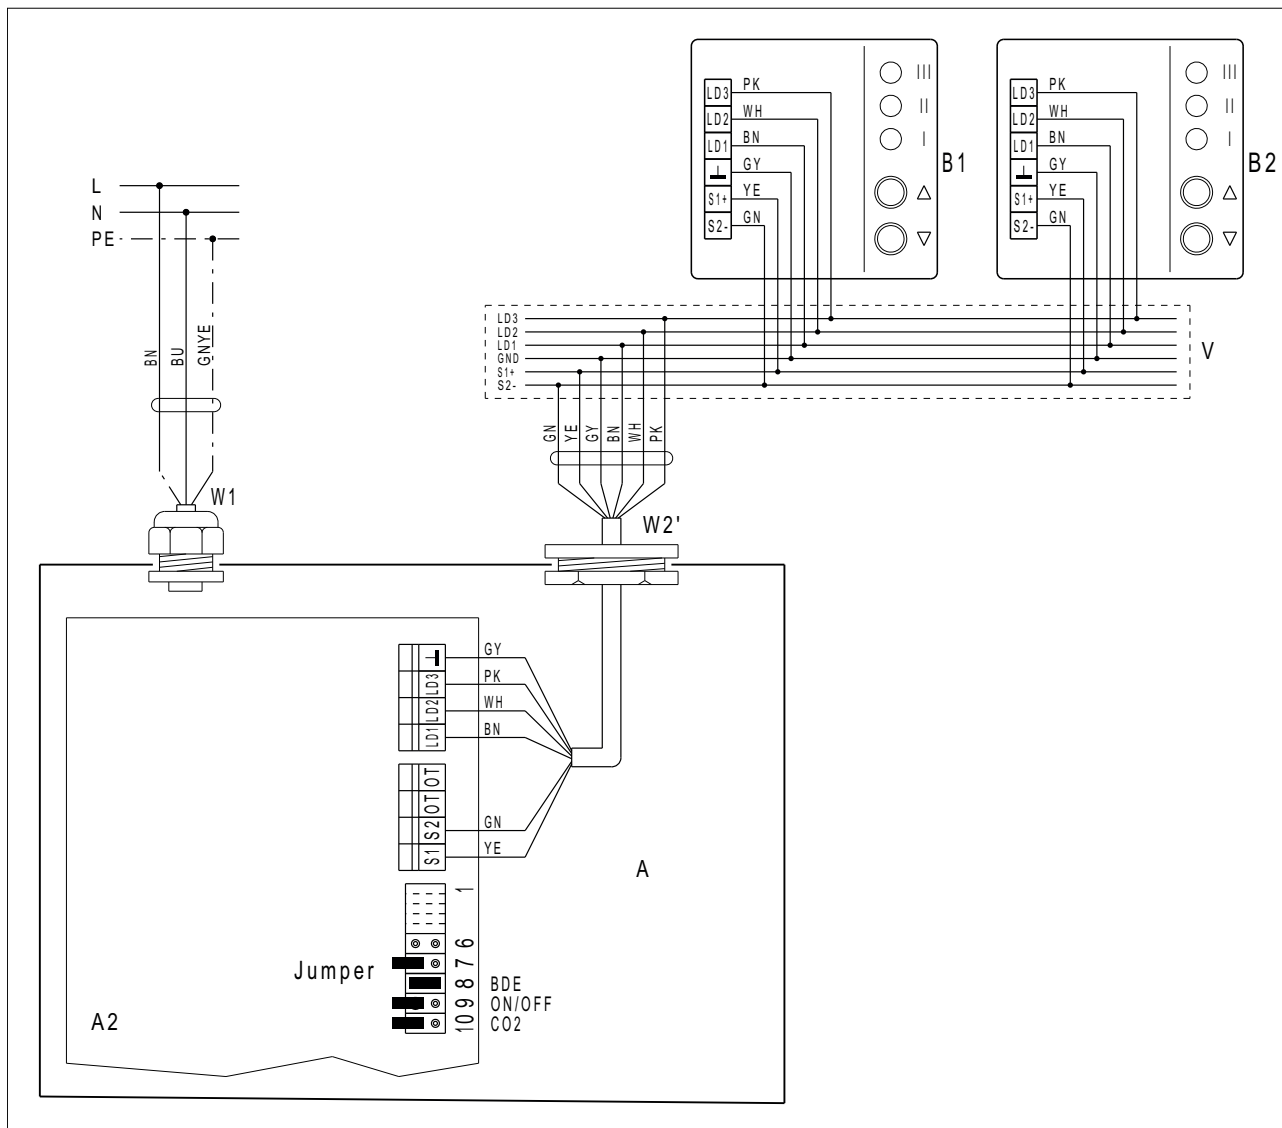 PK
LD3
WH
LD2
BN
LD1
GY
YE
S1+
GN
S2-
III
II
I
B1
PK
LD3
WH
LD2
BN
LD1
GY
YE
S1+
GN
S2-
III
II
I
B2
L
N
PE
BN
BU
GNYE
W1
LD3
LD2
LD1
GND
S1+
S2-
V
GN
YE
GY
BN
WH
PK
W2'
GY
LD3
PK
LD2
WH
LD1
BN
OT
OT
S2
GN
S1
YE
A
1
6
7
Jumper
8
BDE
9
ON/OFF
10
CO2
A2